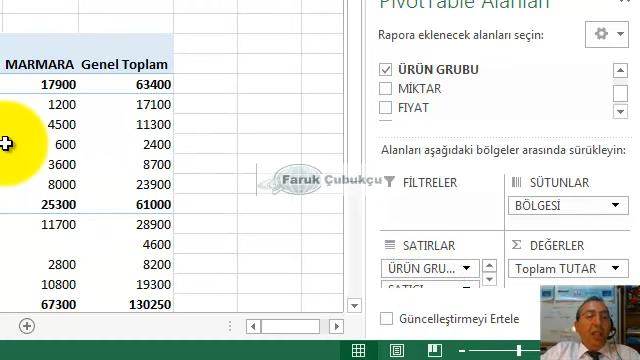 PivotTable Alanları
Rapora eklenecek alanları seçin:
MARMARA Genel Toplam
17900 63400
1200 17100
4500 11300
600 2400
3600 8700
8000 23900
25300 61000
11700 28900
4600
2800 8200
10800 19300
67300 130250
ÜRÜN GRUBU
MİKTAR
FIYAT
Alanları aşağıdaki bölgeler arasında sürükleyin:
Faruk Çubukçu
FİLTRELER
SÜTUNLAR
BÖLGESİ
SATIRLAR
ÜRÜN GRU...
SATICI
Σ DEĞERLER
Toplam TUTAR
Güncelleştirmeyi Ertele